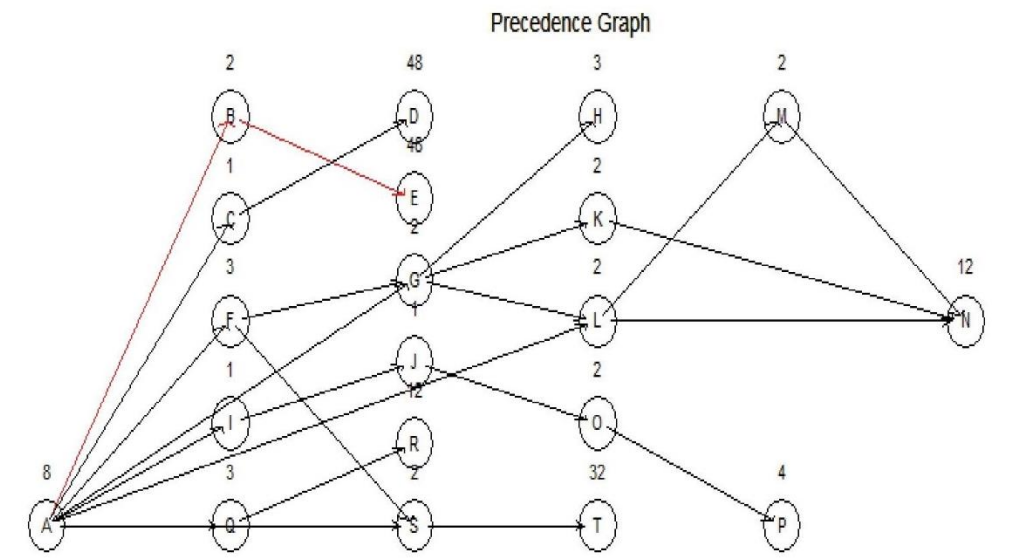 Precedence Graph
2 48 3 2
B D H M
1 48 2
C E K
3 2 2 12
F G L N
1 1 2
I J O
8 3 12 32 4
R
2
A Q S T P